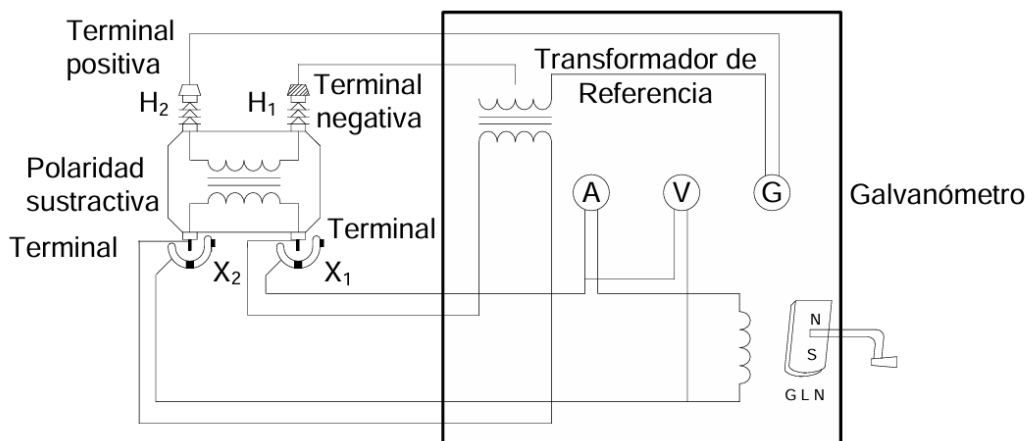 Terminal
positiva
Transformador de
Referencia
H2
H1
Terminal
negativa
Polaridad
sustractiva
A
V
G
Galvanómetro
Terminal
Terminal
X2
X1
N
S
G L N